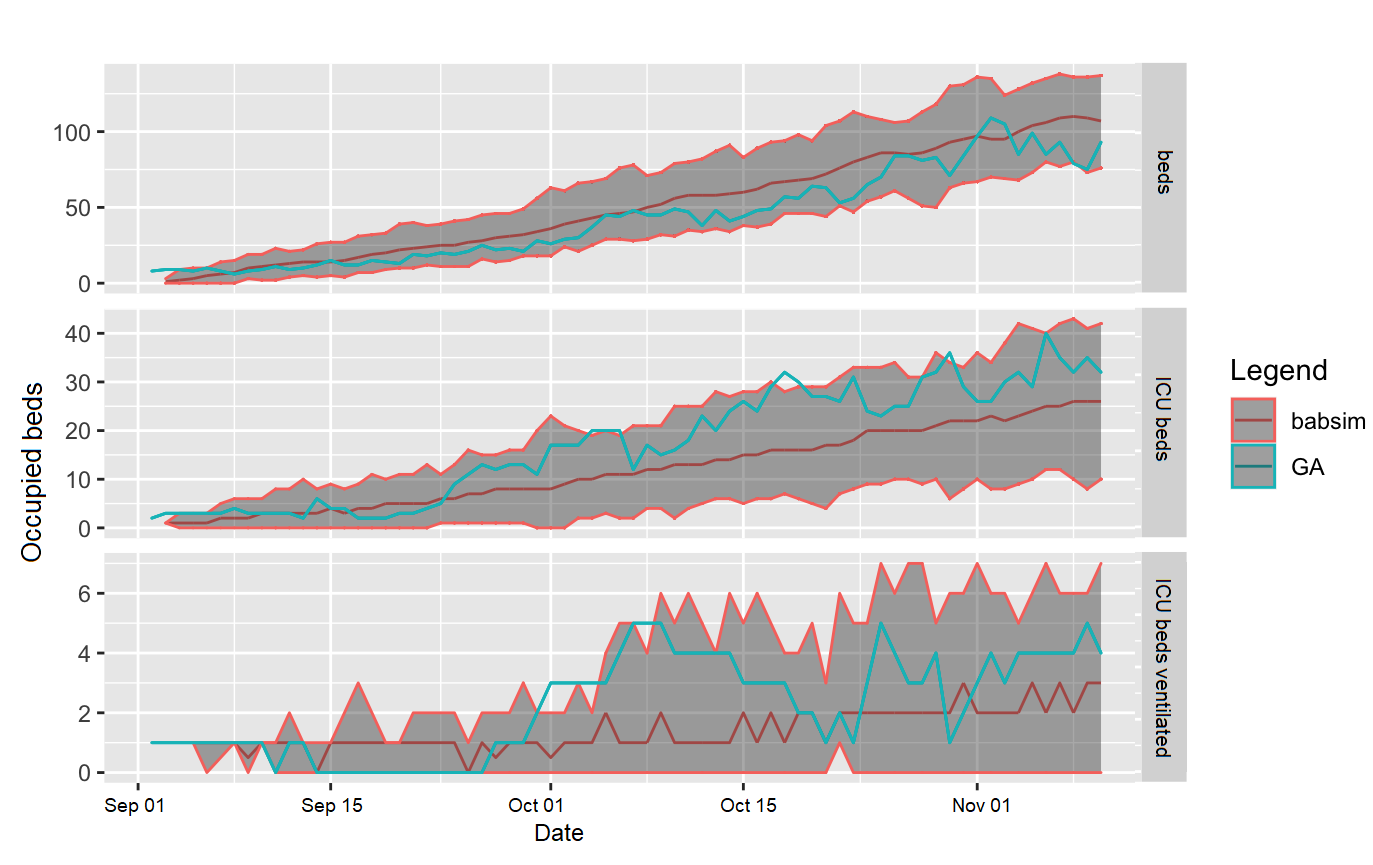 Occupied beds
100
50
0
beds
40
30
20
10
0
ICU beds
6
4
2
0
ICU beds ventilated
Sep 01
Sep 15
Oct 01
Oct 15
Nov 01
Date
Legend
babsim
GA